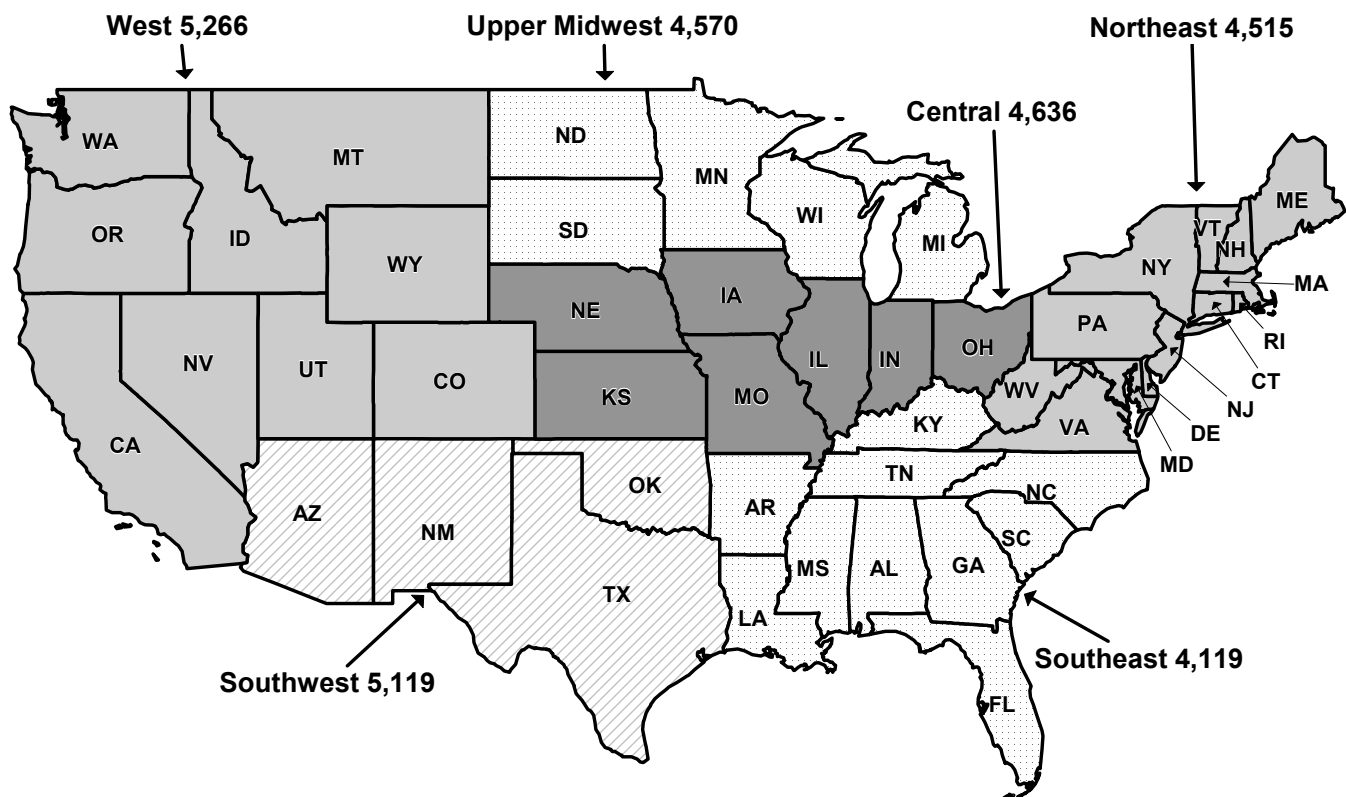 West 5,266
Upper Midwest 4,570
Northeast 4,515
Central 4,636
WA
MT
ND
MN
OR
ID
SD
WI
MI
VT
NH
ME
WY
NY
MA
NE
IA
PA
RI
NV
UT
CO
IL
IN
OH
CT
KS
MO
WV
NJ
CA
KY
VA
DE
MD
TN
OK
AR
NC
AZ
NM
SC
TX
MS
AL
GA
LA
Southwest 5,119
Southeast 4,119
FL